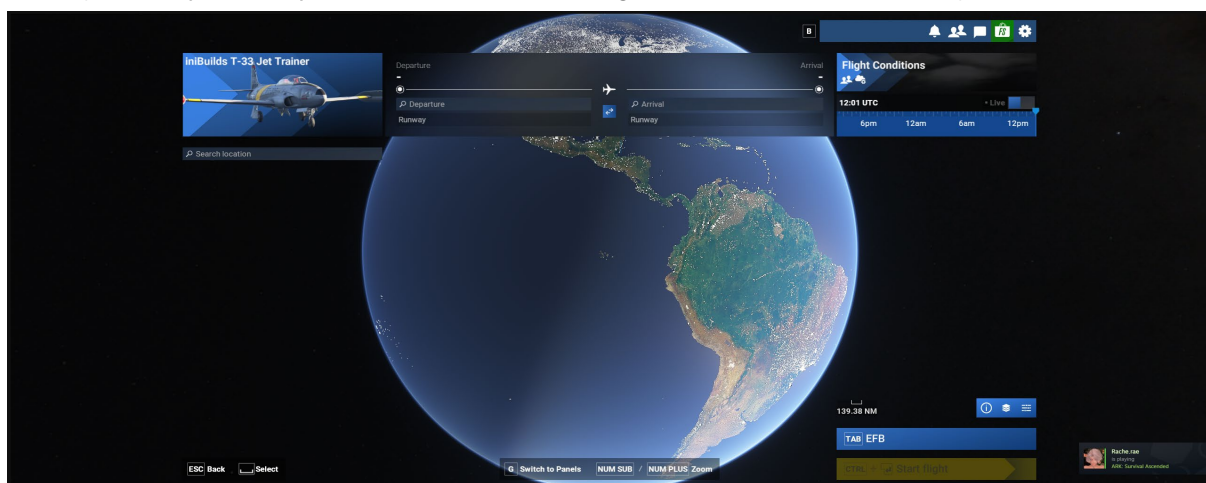 B
FS
iniBuilds T-33 Jet Trainer
Departure
Arrival
-
-
Departure
Arrival
Runway
Runway
Flight Conditions
12:01 UTC
• Live
6pm 12am 6am 12pm
Search location
139.38 NM
TAB EFB
CTRL + Start flight
ESC Back
Select
G Switch to Panels NUM SUB / NUM PLUS Zoom
Rache.rae
is playing
ARK: Survival Ascended